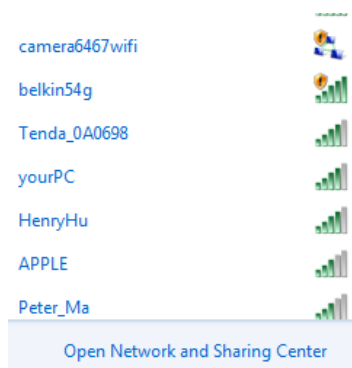 camera6467wifi
belkin54g
Tenda_0A0698
yourPC
HenryHu
APPLE
Peter_Ma
Open Network and Sharing Center